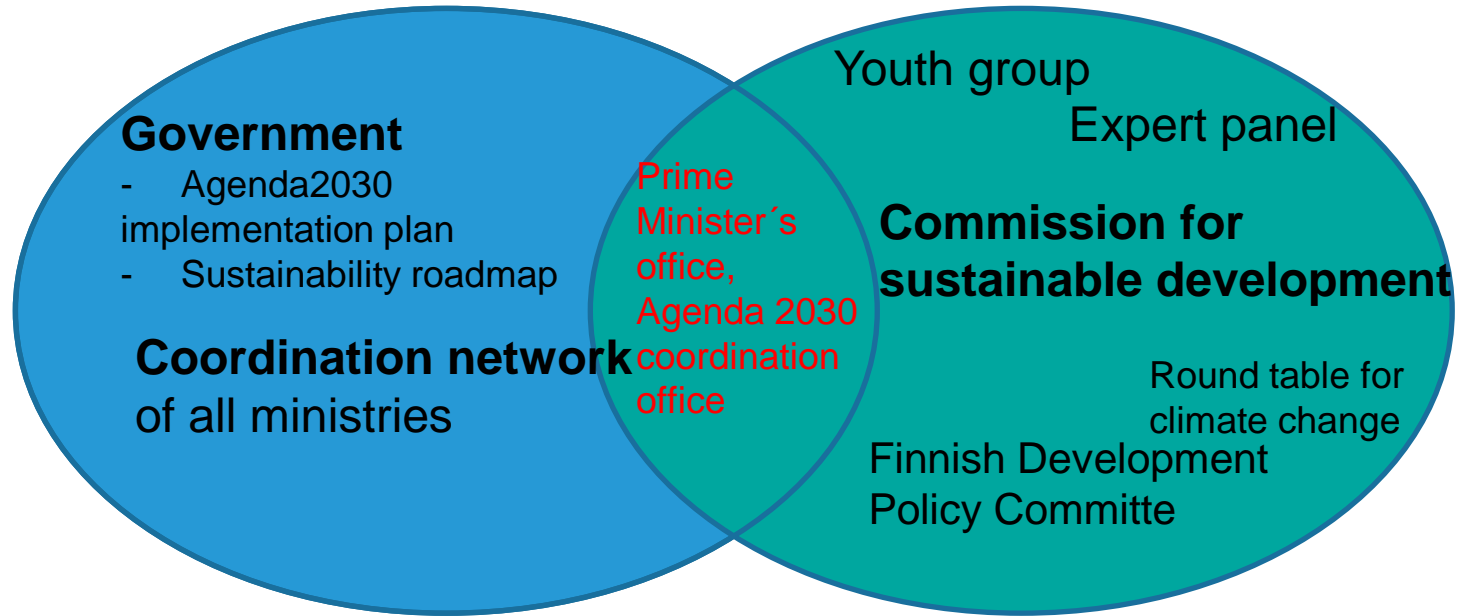 Government
- Agenda2030
implementation plan
- Sustainability roadmap
Coordination network
of all ministries
Prime
Minister´s
office,
Agenda 2030
coordination
office
Youth group
Expert panel
Commission for
sustainable development
Round table for
climate change
Finnish Development
Policy Committe